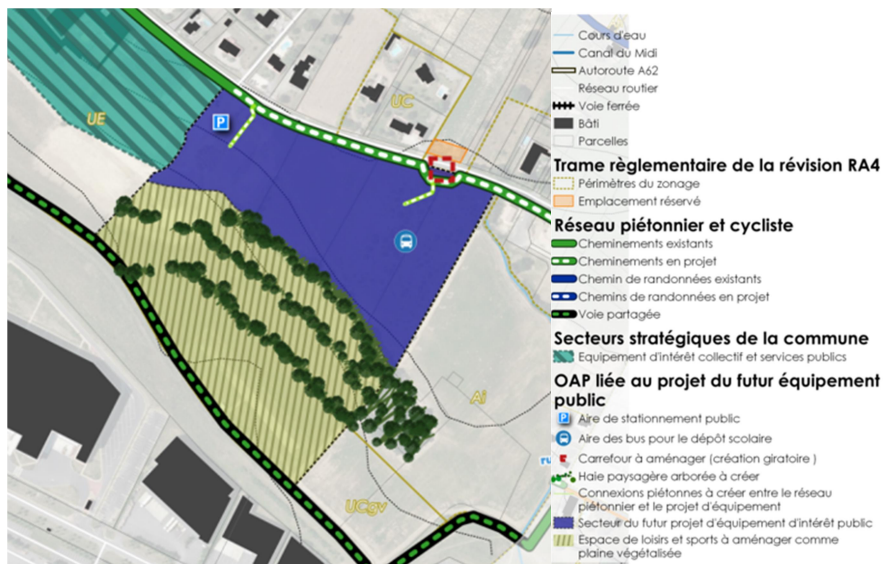 UE
P
UC
Ai
UCgv
ru
Cours d'eau
Canal du Midi
Autoroute A62
Réseau routier
Voie ferrée
Bâti
Parcelles
Trame règlementaire de la révision RA4
Périmètres du zonage
Emplacement réservé
Réseau piétonnier et cycliste
Cheminements existants
Cheminements en projet
Chemin de randonnées existants
Chemins de randonnées en projet
Voie partagée
Secteurs stratégiques de la commune
Equipement d'intérêt collectif et services publics
OAP liée au projet du futur équipement
public
P Aire de stationnement public
Aire des bus pour le dépôt scolaire
Carrefour à aménager (création giratoire )
Haie paysagère arborée à créer
Connexions piétonnes à créer entre le réseau
piétonnier et le projet d'équipement
Secteur du futur projet d'équipement d'intérêt public
Espace de loisirs et sports à aménager comme
plaine végétalisée